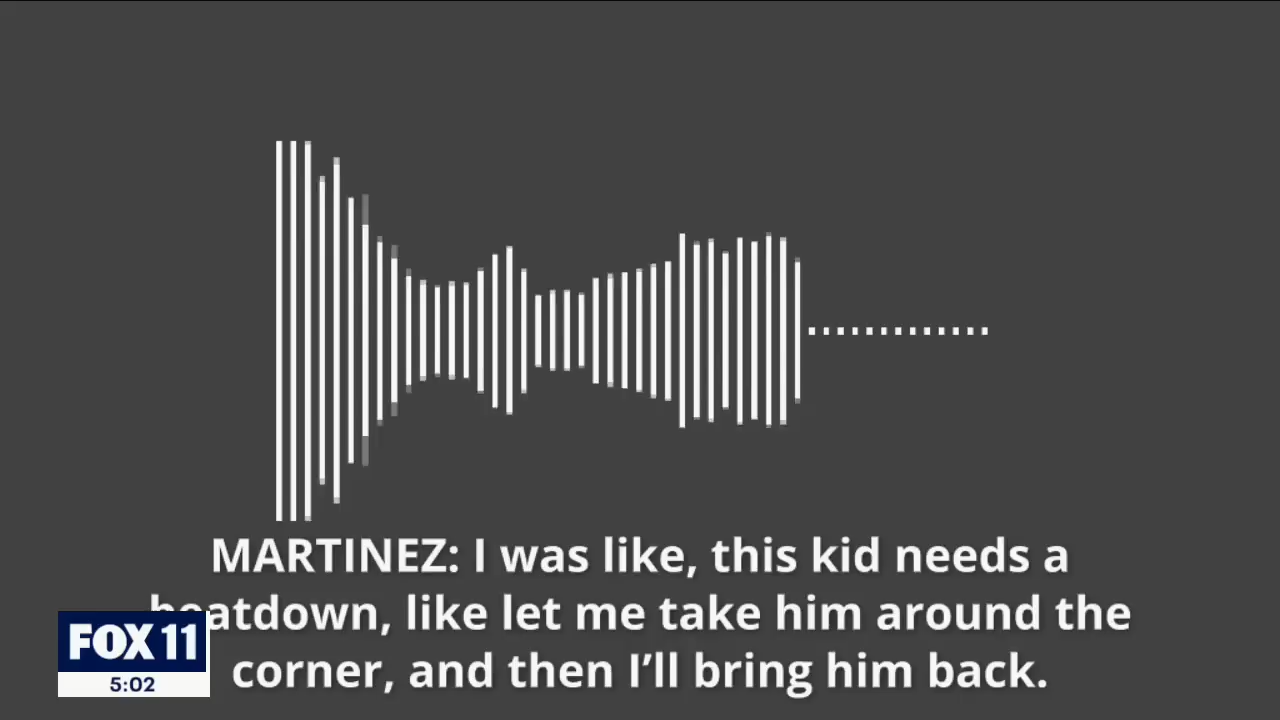 MARTINEZ: I was like, this kid needs a
beatdown, like let me take him around the
corner, and then I’ll bring him back.
FOX 11
5:02